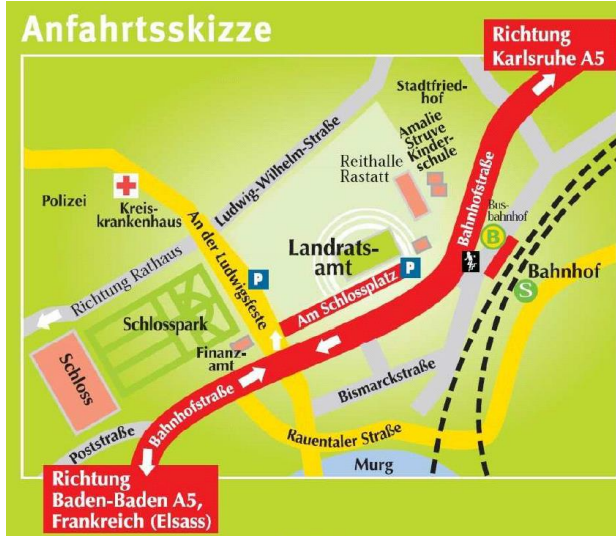 Anfahrtsskizze
Richtung
Karlsruhe A5
Stadtfried-
hof
Amalie
Struve
Kinder-
schule
Reithalle
Rastatt
Ludwig-Wilhelm-Straße
Polizei
Kreis-
krankenhaus
An der Ludwigsfeste
Bahnhofstraße
Bus-
bahnhof
B
Landrats-
amt
P
P
Bahnhof
S
Richtung Rathaus
Am Schlossplatz
Schlosspark
Finanz-
amt
Schloss
Bismarckstraße
Bahnhofstraße
Poststraße
Rauentaler Straße
Murg
Richtung
Baden-Baden A5,
Frankreich (Elsass)